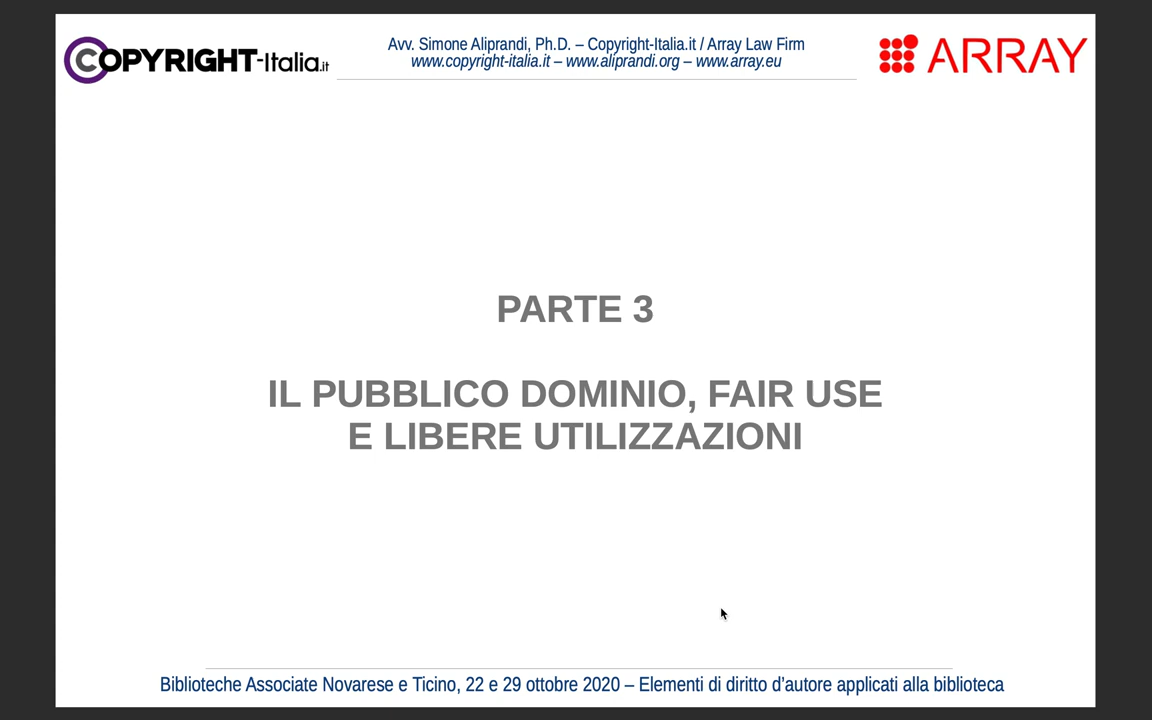 COPYRIGHT-Italia.it
Avv. Simone Aliprandi, Ph.D. – Copyright-Italia.it / Array Law Firm
www.copyright-italia.it – www.aliprandi.org – www.array.eu
ARRAY
PARTE 3
IL PUBBLICO DOMINIO, FAIR USE
E LIBERE UTILIZZAZIONI
Biblioteche Associate Novarese e Ticino, 22 e 29 ottobre 2020 – Elementi di diritto d’autore applicati alla biblioteca